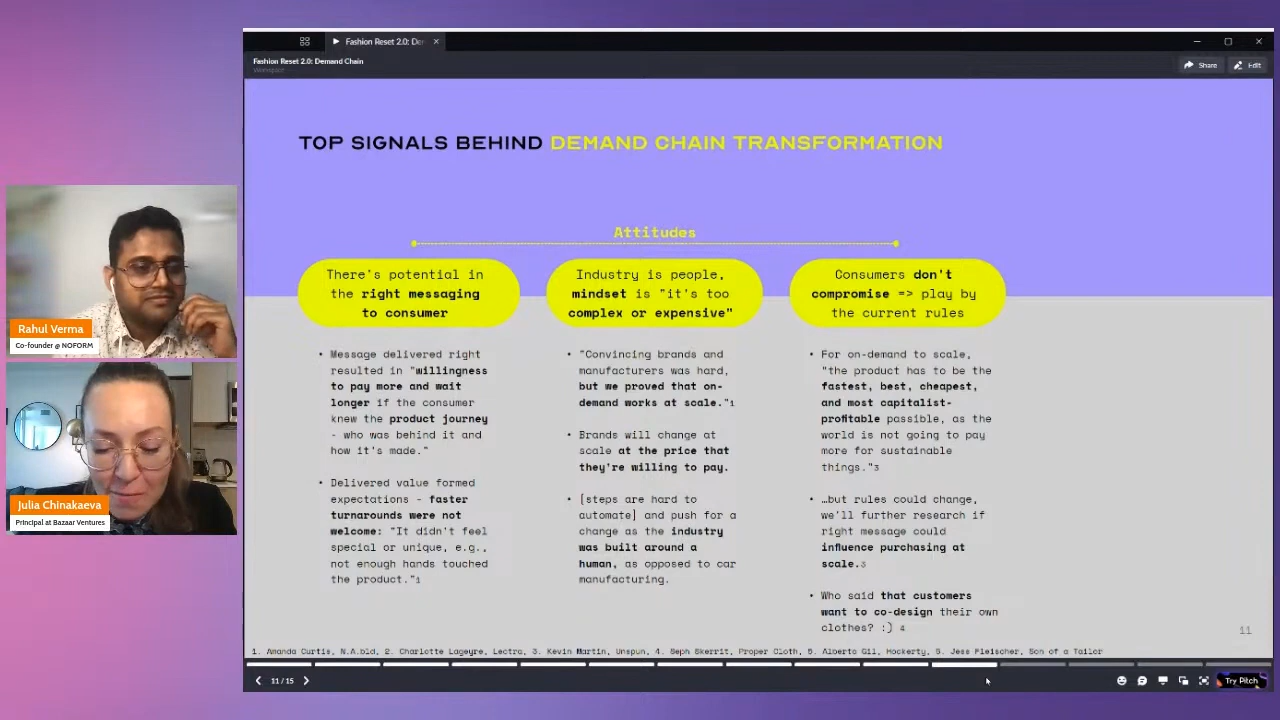 Fashion Reset 2.0: De
Fashion Reset 2.0: Demand Chain
Workspace
Share
Edit
TOP SIGNALS BEHIND DEMAND CHAIN TRANSFORMATION
Attitudes
There's potential in
the right messaging
to consumer
• Message delivered right
resulted in "willingness
to pay more and wait
longer if the consumer
knew the product journey
- who was behind it and
how it's made."
• Delivered value formed
expectations - faster
turnarounds were not
welcome: "It didn't feel
special or unique, e.g.,
not enough hands touched
the product."1
Industry is people,
mindset is "it's too
complex or expensive"
• "Convincing brands and
manufacturers was hard,
but we proved that on-
demand works at scale."1
• Brands will change at
scale at the price that
they're willing to pay.
• [steps are hard to
automate] and push for a
change as the industry
was built around a
human, as opposed to car
manufacturing.
Consumers don't
compromise => play by
the current rules
• For on-demand to scale,
"the product has to be the
fastest, best, cheapest,
and most capitalist-
profitable possible, as the
world is not going to pay
more for sustainable
things."3
• …but rules could change,
we'll further research if
right message could
influence purchasing at
scale.3
• Who said that customers
want to co-design their own
clothes? :) 4
11
1. Amanda Curtis, N.A.bld, 2. Charlotte Lageyre, Lectra, 3. Kevin Martin, Unspun, 4. Seph Skerrit, Proper Cloth, 5. Alberto Gil, Hockerty, 6. Jess Fleischer, Son of a Tailor
11 / 15
Try Pitch
Rahul Verma
Co-founder @ NOFORM
Julia Chinakaeva
Principal at Bazaar Ventures